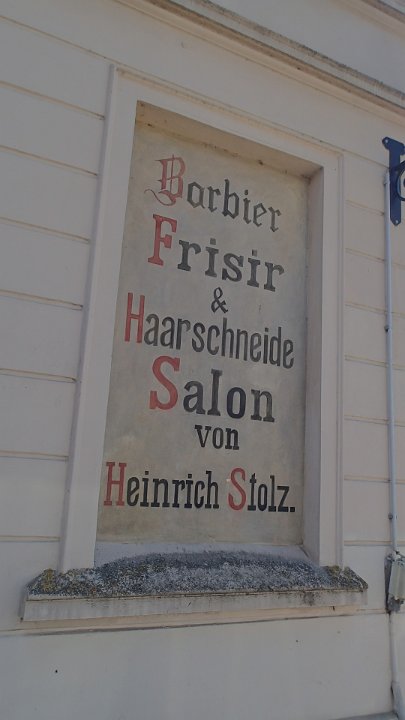 Barbier
Frisir
&
Haarschneide
Salon
von
Heinrich Stolz.